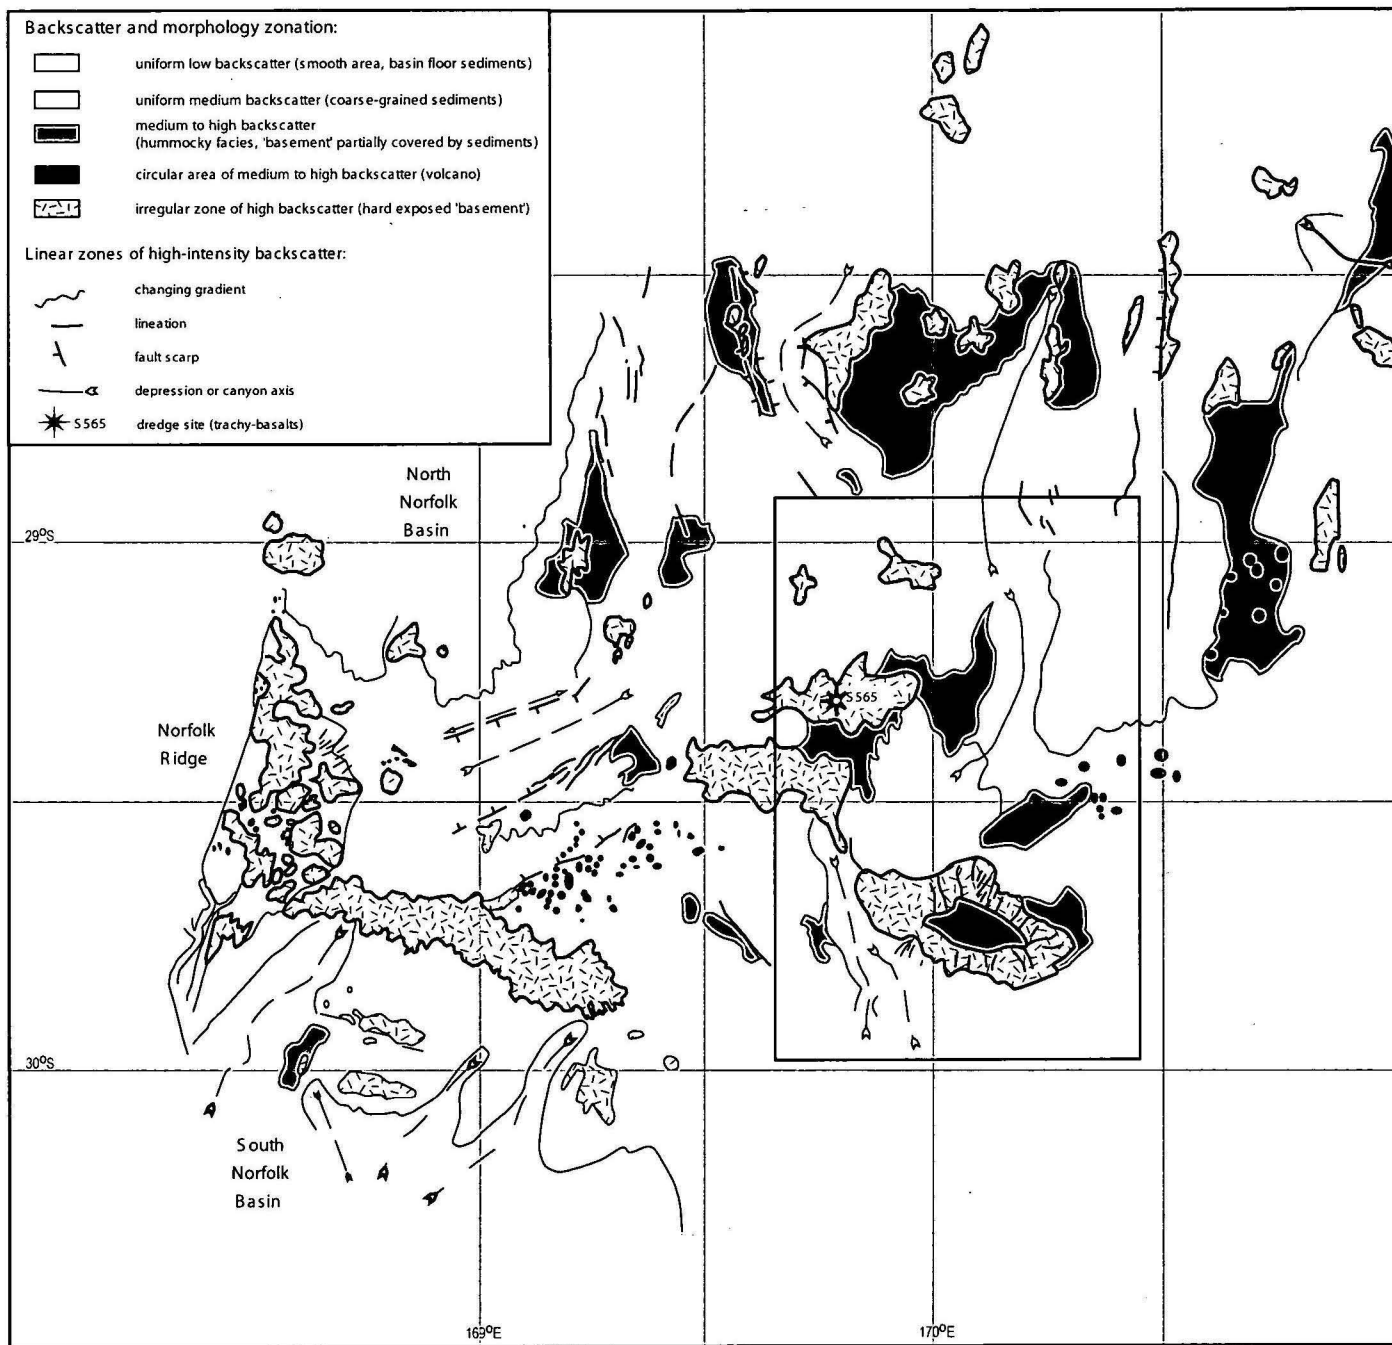 Backscatter and morphology zonation:
uniform low backscatter (smooth area, basin floor sediments)
uniform medium backscatter (coarse-grained sediments)
medium to high backscatter
(hummocky facies, 'basement' partially covered by sediments)
circular area of medium to high backscatter (volcano)
irregular zone of high backscatter (hard exposed 'basement')
Linear zones of high-intensity backscatter:
changing gradient
lineation
fault scarp
depression or canyon axis
S565 dredge site (trachy-basalts)
North
Norfolk
Basin
29°S
S565
Norfolk
Ridge
30°S
South
Norfolk
Basin
169°E
170°E